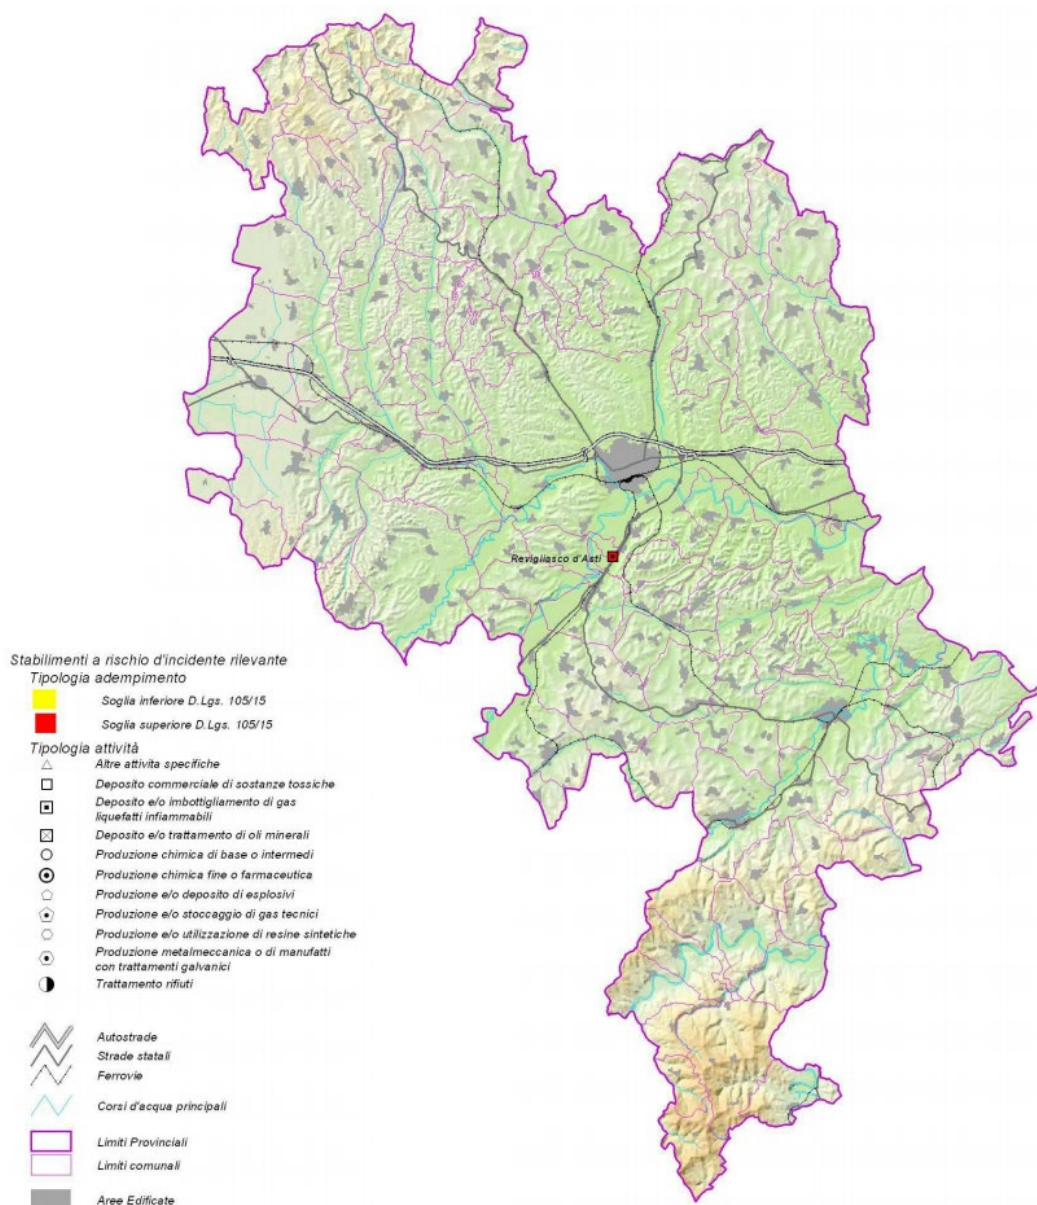 Revigliasco d'Asti
Stabilimenti a rischio d'incidente rilevante
Tipologia adempimento
Soglia inferiore D.Lgs. 105/15
Soglia superiore D.Lgs. 105/15
Tipologia attività
Altre attivita specifiche
Deposito commerciale di sostanze tossiche
Deposito e/o imbottigliamento di gas
liquefatti infiammabili
Deposito e/o trattamento di oli minerali
Produzione chimica di base o intermedi
Produzione chimica fine o farmaceutica
Produzione e/o deposito di esplosivi
Produzione e/o stoccaggio di gas tecnici
Produzione e/o utilizzazione di resine sintetiche
Produzione metalmeccanica o di manufatti
con trattamenti galvanici
Trattamento rifiuti
Autostrade
Strade statali
Ferrovie
Corsi d'acqua principali
Limiti Provinciali
Limiti comunali
Aree Edificate